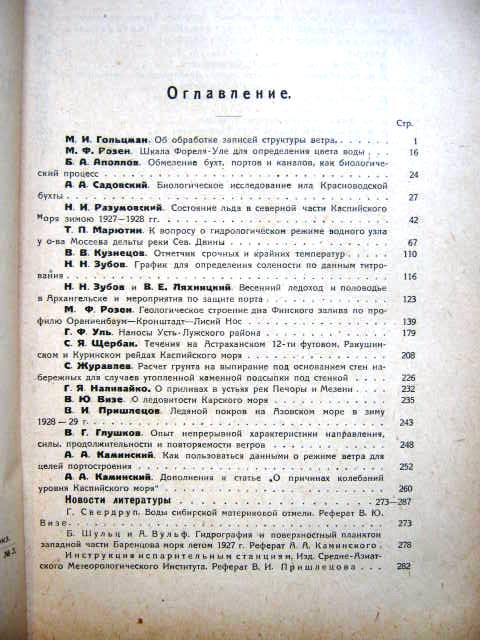 Оглавление.
Стр.
М. И. Гольцман. Об обработке записей структуры ветра. . . . . . . 1
М. Ф. Розен. Шкала Фореля-Уле для определения цвета воды . . . 16
Б. А. Аполлов. Обмеление бухт, портов и каналов, как биологический процесс . . . 24
А. А. Садовский. Биологическое исследование ила Красноводской
бухты . . . 27
Н. И. Разумовский. Состояние льда в северной части Каспийского
моря зимою 1927—1928 гг. . . . 42
Т. П. Марютин. К вопросу о гидрологическом режиме водного узла
у о-ва Мосеева дельты реки Сев. Двины . . . 67
В. В. Кузнецов. Отметчик срочных и крайних температур . . . 110
Н. Н. Зубов. График для определения солености по данным титрования . . . 116
Н. Н. Зубов и В. Е. Ляхницкий. Весенний ледоход и половодье
в Архангельске и мероприятия по защите порта . . . 123
М. Ф. Розен. Геологическое строение дна Финского залива по профилю Ораниенбаум—Кронштадт—Лисий Нос . . . 139
Г. Ф. Уль. Наносы Усть-Лужского района . . . 179
С. Я. Щербак. Течения на Астраханском 12-ти футовом, Ракушинском и Куринском рейдах Каспийского моря . . . 208
С. Журавлев. Расчет грунта на выпирание под основанием стен набережных для случаев утопленной каменной подсыпки под стенкой . . . 226
Г. Я. Наливайко. О приливах в устьях рек Печоры и Мезени . . . 232
В. Ю. Визе. О ледовитости Карского моря . . . 235
В. И. Пришлецов. Ледяной покров на Азовском море в зиму
1928—29 г. . . . 243
В. Г. Глушков. Опыт непрерывной характеристики направления,
силы, продолжительности и повторяемости ветров . . . 248
А. А. Каминский. Как пользоваться данными о режиме ветра для
целей портостроения . . . 252
А. А. Каминский. Дополнения к статье „О причинах колебаний
уровня Каспийского моря" . . . 260
Новости литературы . . . 273—287
Г. Свердруп. Воды сибирской материковой отмели. Реферат В. Ю.
Визе. . . . 273
Б. Шульц и А. Вульф. Гидрография и поверхностный планктон
западной части Баренцова моря летом 1927 г. Реферат А. А. Каминского. 278
Инструкция испарительным станциям, Изд. Средне-Азиатского Метеорологического Института. Реферат В. И. Пришлецова . . . 282
№ 2.